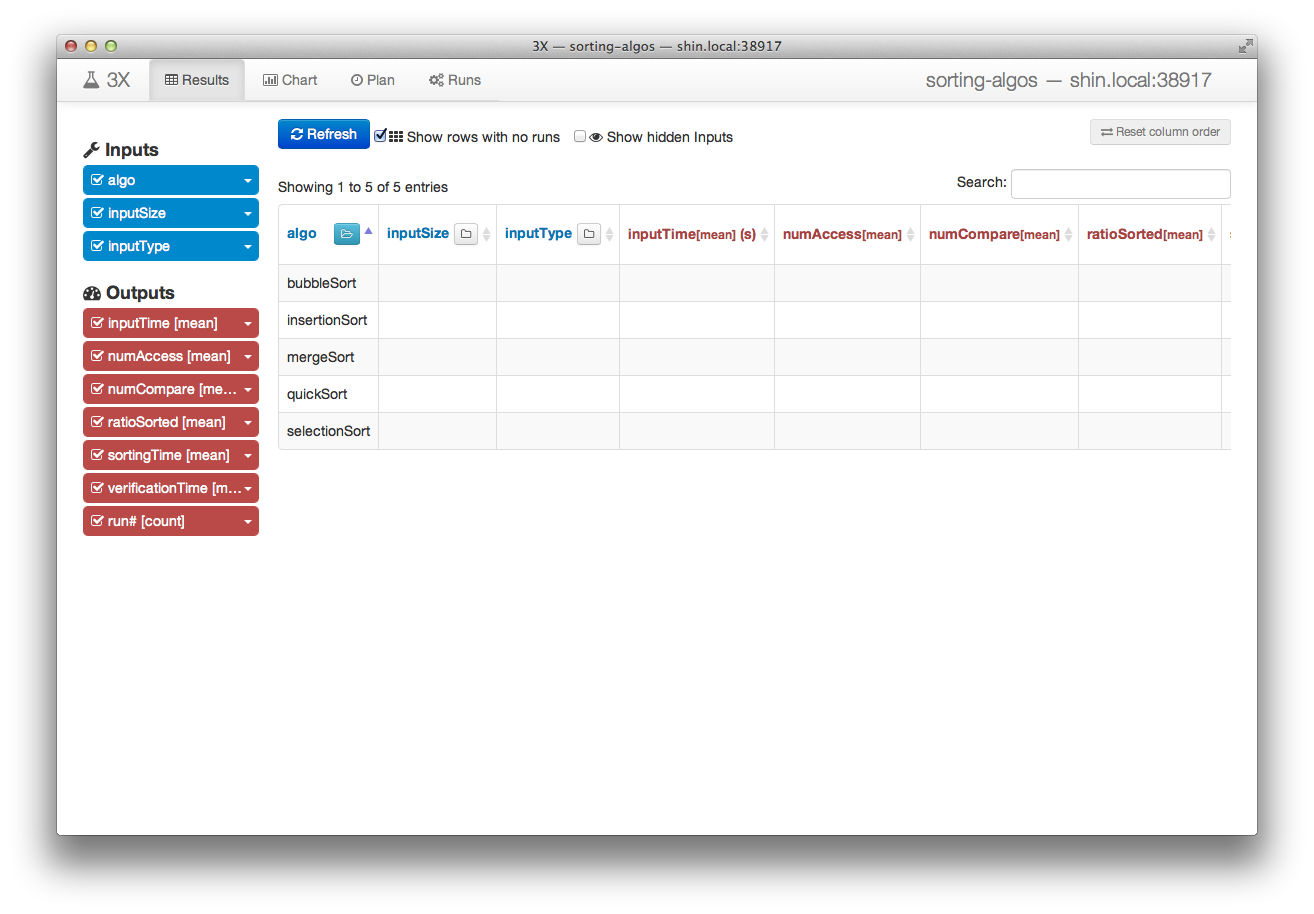 3X — sorting-algos — shin.local:38917
3X Results Chart Plan Runs sorting-algos — shin.local:38917
Refresh Show rows with no runs Show hidden Inputs Reset column order
Inputs
algo
inputSize
inputType
Outputs
inputTime [mean]
numAccess [mean]
numCompare [me...
ratioSorted [mean]
sortingTime [mean]
verificationTime [m...
run# [count]
Showing 1 to 5 of 5 entries Search:
algo inputSize inputType inputTime[mean] (s) numAccess[mean] numCompare[mean] ratioSorted[mean]
bubbleSort
insertionSort
mergeSort
quickSort
selectionSort